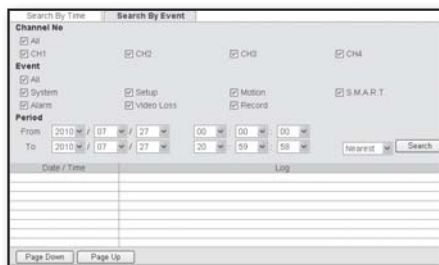 Search By Time Search By Event
Channel No
All
CH1 CH2 CH3 CH4
Event
All
System Setup Motion S.M.A.R.T.
Alarm Video Loss Record
Period
From 2010 / 07 / 27 00 : 00 : 00
To 2010 / 07 / 27 20 : 59 : 58 Nearest Search
Date / Time Log
Page Down Page Up